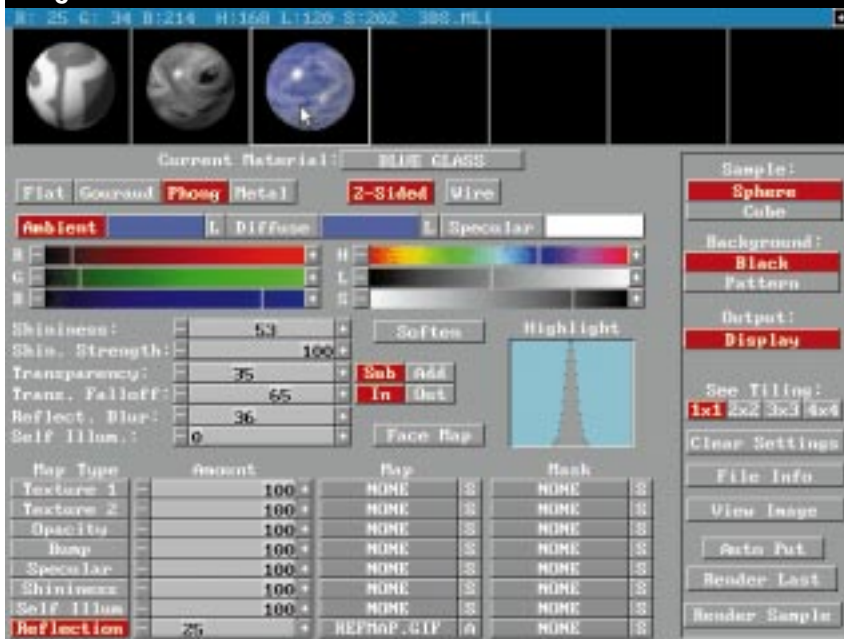 R: 25 G: 34 B:214 H:168 L:120 S:202 3DS.MLI
Current Material: BLUE GLASS
Flat Gouraud Phong Metal 2-Sided Wire
Ambient L Diffuse L Specular
R - + H - +
G - + L - +
B - + S - +
Shininess: - 53 + Soften Highlight
Shin. Strength: - 100 +
Transparency: - 35 + Sub Add
Trans. Falloff: - 65 + In Out
Reflect. Blur: - 36 +
Self Illum.: - 0 + Face Map
Map Type Amount Map Mask
Texture 1 - 100 + NONE S NONE S
Texture 2 - 100 + NONE S NONE S
Opacity - 100 + NONE S NONE S
Bump - 100 + NONE S NONE S
Specular - 100 + NONE S NONE S
Shininess - 100 + NONE S NONE S
Self Illum - 100 + NONE S NONE S
Reflection - 25 + REFMAP.GIF A NONE S
Sample:
Sphere
Cube
Background:
Black
Pattern
Output:
Display
See Tiling:
1x1 2x2 3x3 4x4
Clear Settings
File Info
View Image
Auto Put
Render Last
Render Sample